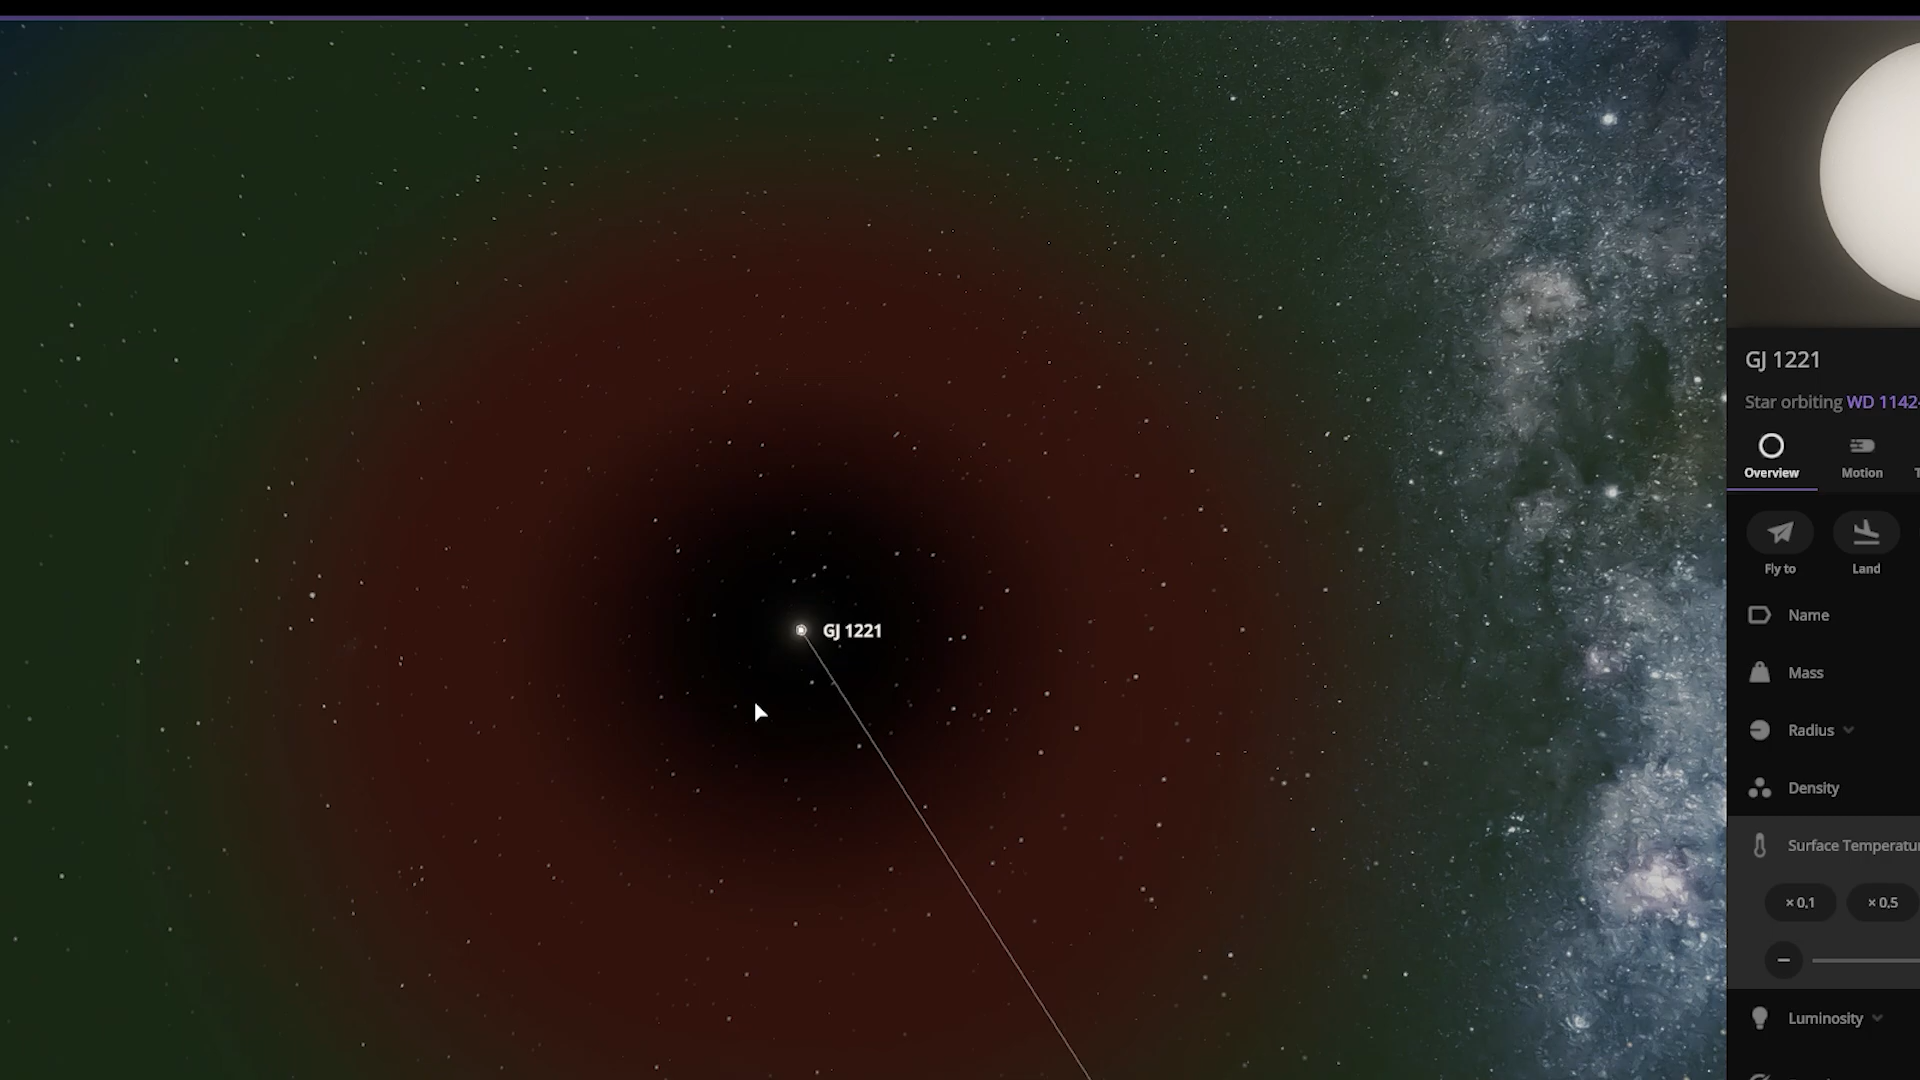 GJ 1221
GJ 1221
Star orbiting WD 1142-
Overview
Motion
Fly to
Land
Name
Mass
Radius
Density
Surface
× 0,1
× 0,5
Luminosity